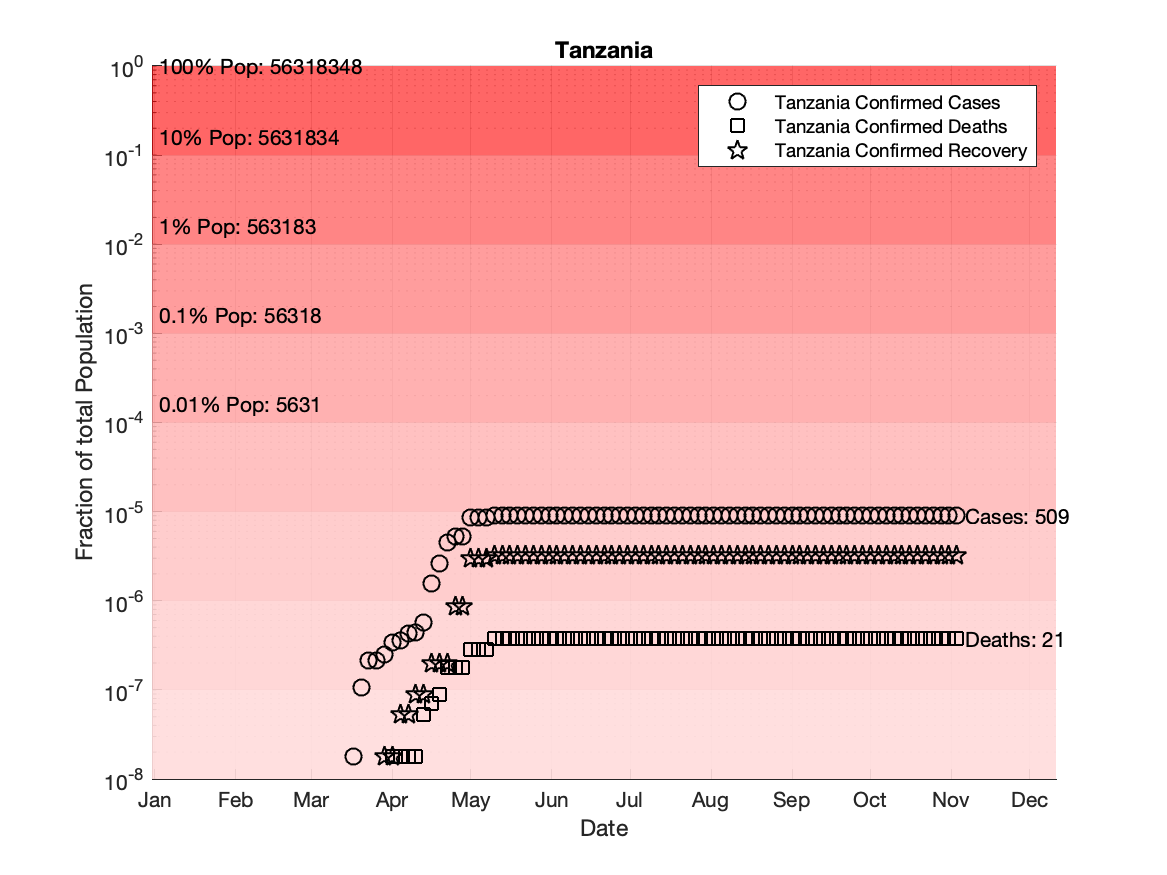 Tanzania
10^0
100% Pop: 56318348
Tanzania Confirmed Cases
Tanzania Confirmed Deaths
Tanzania Confirmed Recovery
10% Pop: 5631834
10^-1
1% Pop: 563183
10^-2
0.1% Pop: 56318
10^-3
0.01% Pop: 5631
10^-4
10^-5
Cases: 509
10^-6
Deaths: 21
10^-7
10^-8
Fraction of total Population
Jan Feb Mar Apr May Jun Jul Aug Sep Oct Nov Dec
Date